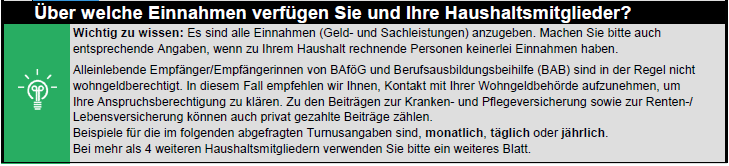 Über welche Einnahmen verfügen Sie und Ihre Haushaltsmitglieder?
Wichtig zu wissen: Es sind alle Einnahmen (Geld- und Sachleistungen) anzugeben. Machen Sie bitte auch
entsprechende Angaben, wenn zu Ihrem Haushalt rechnende Personen keinerlei Einnahmen haben.
Alleinlebende Empfänger/Empfängerinnen von BAföG und Berufsausbildungsbeihilfe (BAB) sind in der Regel nicht
wohngeldberechtigt. In diesem Fall empfehlen wir Ihnen, Kontakt mit Ihrer Wohngeldbehörde aufzunehmen, um
Ihre Anspruchsberechtigung zu klären. Zu den Beiträgen zur Kranken- und Pflegeversicherung sowie zur Renten-/
Lebensversicherung können auch privat gezahlte Beiträge zählen.
Beispiele für die im folgenden abgefragten Turnusangaben sind, monatlich, täglich oder jährlich.
Bei mehr als 4 weiteren Haushaltsmitgliedern verwenden Sie bitte ein weiteres Blatt.